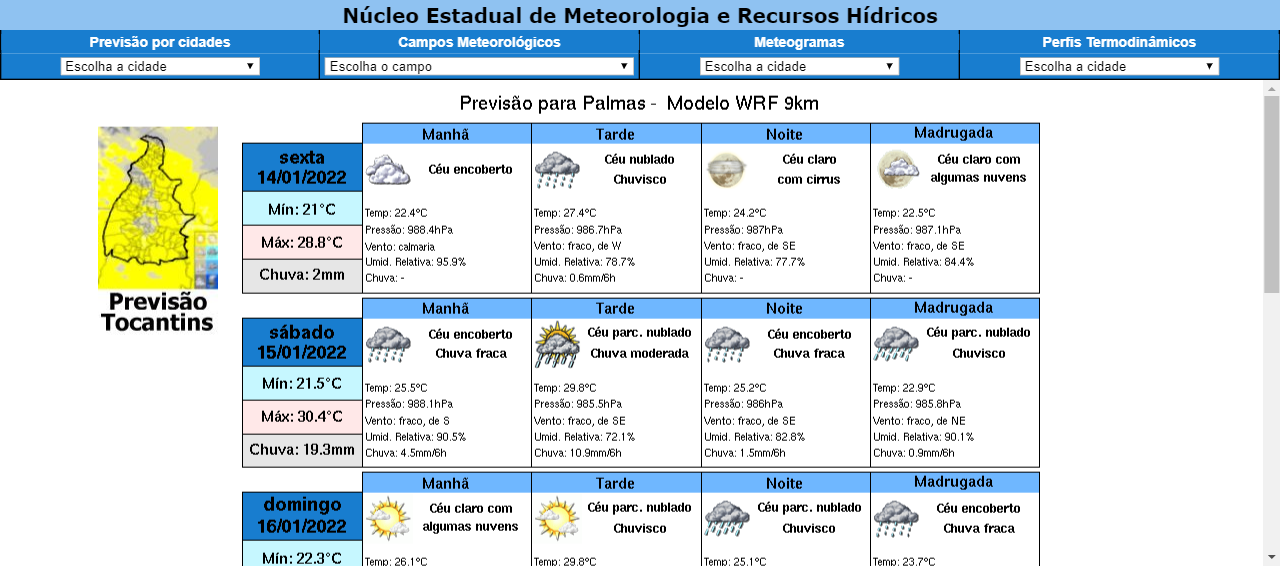 Núcleo Estadual de Meteorologia e Recursos Hídricos
Previsão por cidades Campos Meteorológicos Meteogramas Perfis Termodinâmicos
Escolha a cidade Escolha o campo Escolha a cidade Escolha a cidade
Previsão para Palmas - Modelo WRF 9km
Previsão
Tocantins
Manhã Tarde Noite Madrugada
sexta
14/01/2022
Mín: 21°C
Máx: 28.8°C
Chuva: 2mm
Céu encoberto
Temp: 22.4ºC
Pressão: 988.4hPa
Vento: calmaria
Umid. Relativa: 95.9%
Chuva: -
Céu nublado
Chuvisco
Temp: 27.4ºC
Pressão: 986.7hPa
Vento: fraco, de W
Umid. Relativa: 78.7%
Chuva: 0.6mm/6h
Céu claro
com cirrus
Temp: 24.2ºC
Pressão: 987hPa
Vento: fraco, de SE
Umid. Relativa: 77.7%
Chuva: -
Céu claro com
algumas nuvens
Temp: 22.5ºC
Pressão: 987.1hPa
Vento: fraco, de SE
Umid. Relativa: 84.4%
Chuva: -
Manhã Tarde Noite Madrugada
sábado
15/01/2022
Mín: 21.5°C
Máx: 30.4°C
Chuva: 19.3mm
Céu encoberto
Chuva fraca
Temp: 25.5ºC
Pressão: 988.1hPa
Vento: fraco, de S
Umid. Relativa: 90.5%
Chuva: 4.5mm/6h
Céu parc. nublado
Chuva moderada
Temp: 29.8ºC
Pressão: 985.5hPa
Vento: fraco, de SE
Umid. Relativa: 72.1%
Chuva: 10.9mm/6h
Céu encoberto
Chuva fraca
Temp: 25.2ºC
Pressão: 986hPa
Vento: fraco, de SE
Umid. Relativa: 82.8%
Chuva: 1.5mm/6h
Céu parc. nublado
Chuvisco
Temp: 22.9ºC
Pressão: 985.8hPa
Vento: fraco, de NE
Umid. Relativa: 90.1%
Chuva: 0.9mm/6h
Manhã Tarde Noite Madrugada
domingo
16/01/2022
Mín: 22.3°C
Céu claro com
algumas nuvens
Temp: 26.1ºC
Céu parc. nublado
Chuvisco
Temp: 29.8ºC
Céu parc. nublado
Chuvisco
Temp: 25.1ºC
Céu encoberto
Chuva fraca
Temp: 23.7ºC